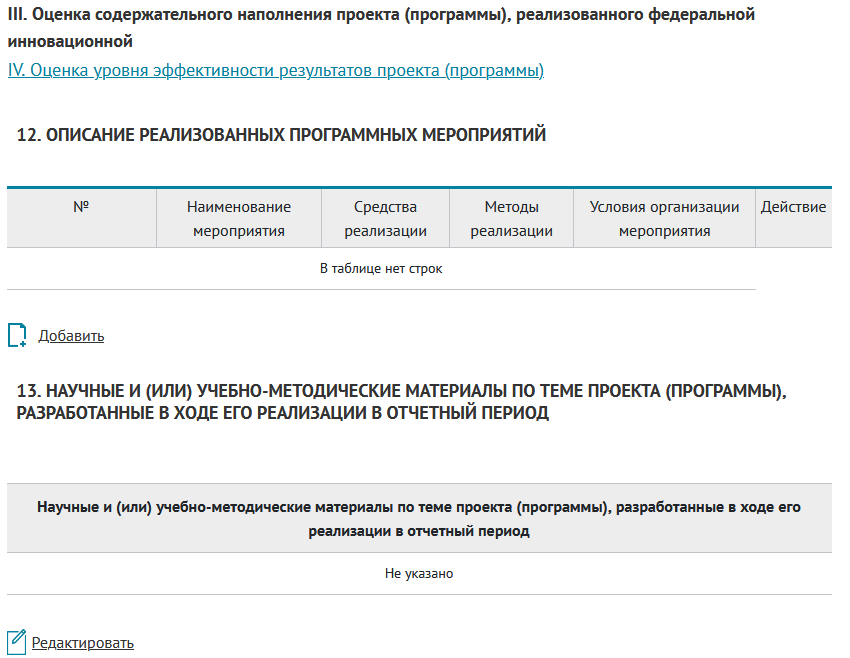 III. Оценка содержательного наполнения проекта (программы), реализованного федеральной
инновационной
IV. Оценка уровня эффективности результатов проекта (программы)
12. ОПИСАНИЕ РЕАЛИЗОВАННЫХ ПРОГРАММНЫХ МЕРОПРИЯТИЙ
№ Наименование мероприятия Средства реализации Методы реализации Условия организации мероприятия Действие
В таблице нет строк
Добавить
13. НАУЧНЫЕ И (ИЛИ) УЧЕБНО-МЕТОДИЧЕСКИЕ МАТЕРИАЛЫ ПО ТЕМЕ ПРОЕКТА (ПРОГРАММЫ),
РАЗРАБОТАННЫЕ В ХОДЕ ЕГО РЕАЛИЗАЦИИ В ОТЧЕТНЫЙ ПЕРИОД
Научные и (или) учебно-методические материалы по теме проекта (программы), разработанные в ходе его
реализации в отчетный период
Не указано
Редактировать